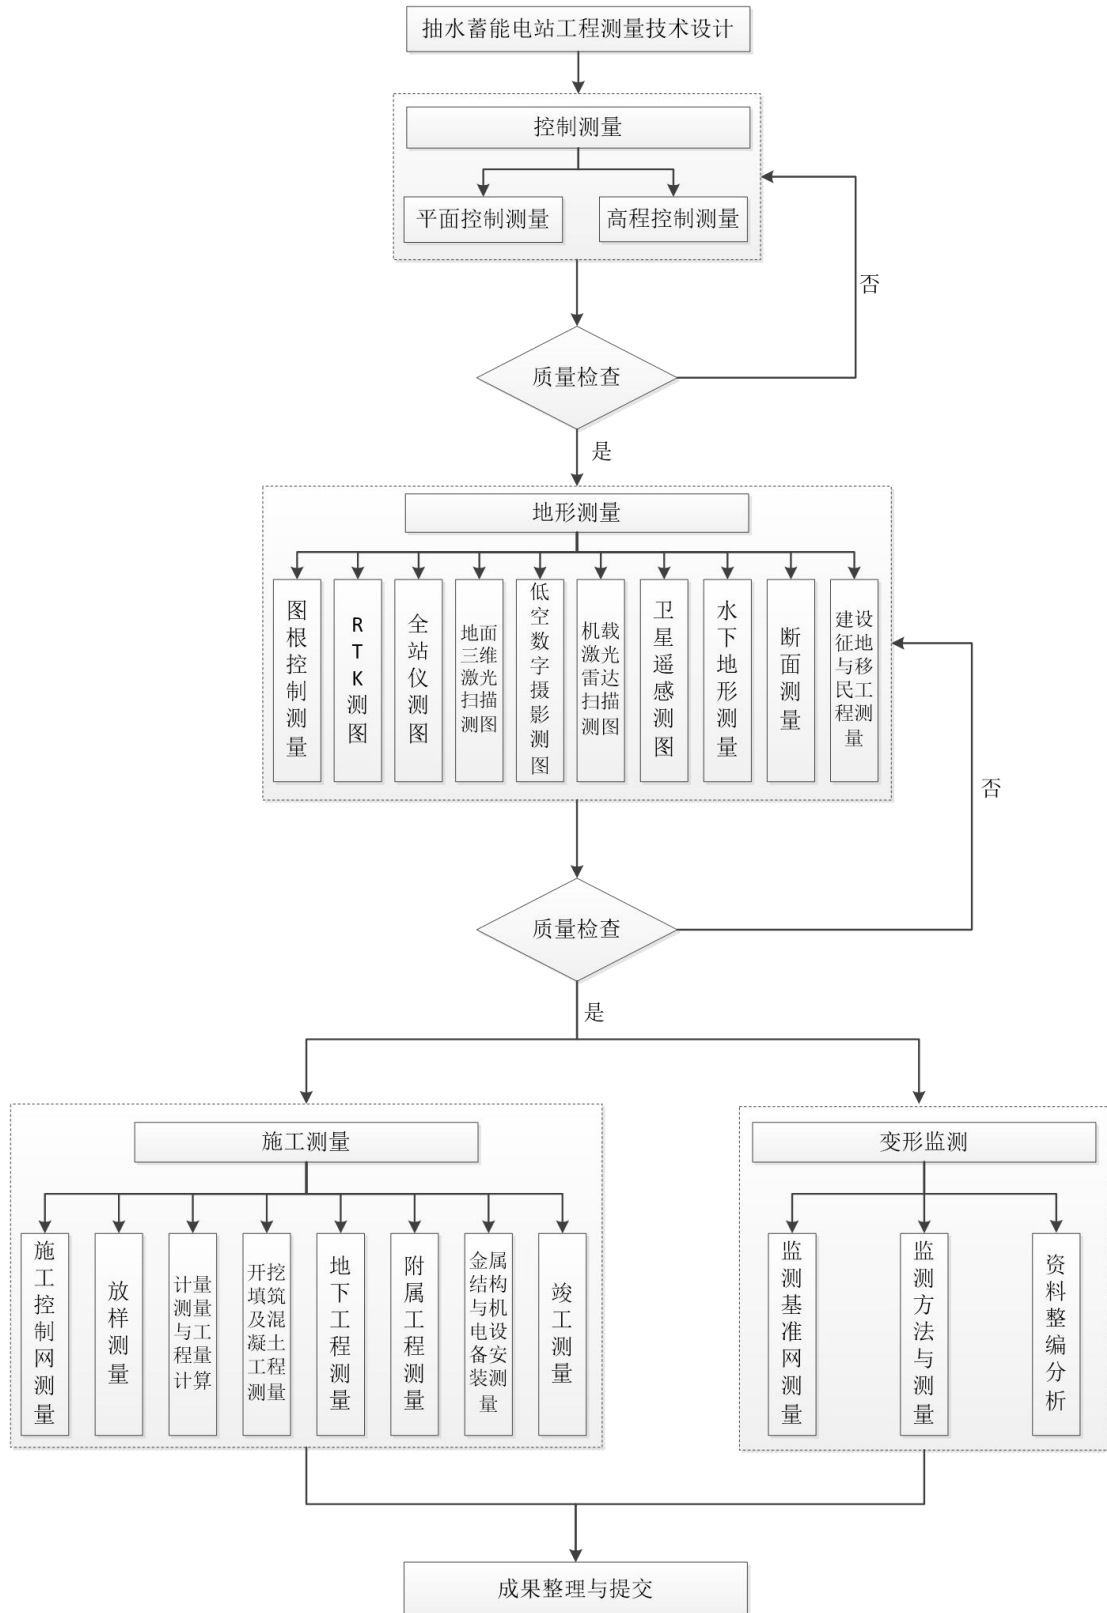 抽水蓄能电站工程测量技术设计
控制测量
平面控制测量
高程控制测量
否
质量检查
是
地形测量
图根控制测量
RTK测图
全站仪测图
地面三维激光扫描测图
低空数字摄影测图
机载激光雷达扫描测图
卫星遥感测图
水下地形测量
断面测量
建设征地与移民工程测量
否
质量检查
是
施工测量
变形监测
施工控制网测量
放样测量
计量测量与工程量计算
开挖填筑及混凝土工程测量
地下工程测量
附属工程测量
金属结构与机电设备安装测量
竣工测量
监测基准网测量
监测方法与测量
资料整编分析
成果整理与提交